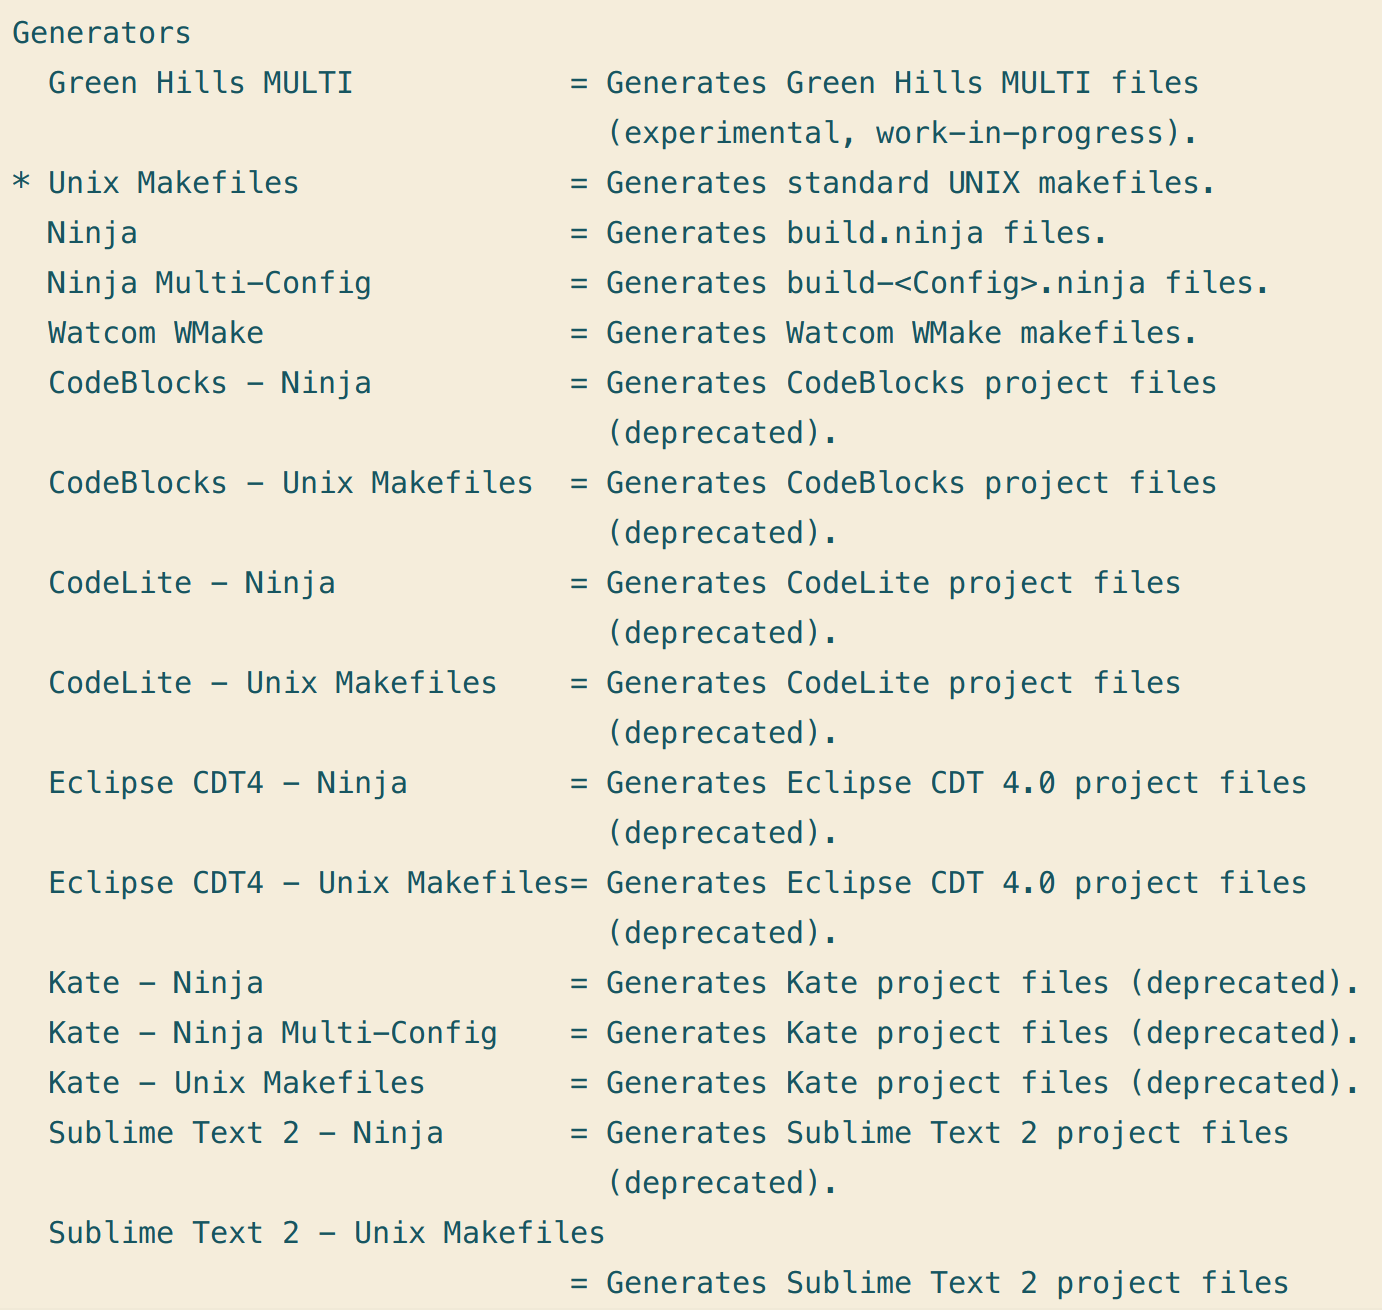 Generators
  Green Hills MULTI            = Generates Green Hills MULTI files
                                 (experimental, work-in-progress).
* Unix Makefiles               = Generates standard UNIX makefiles.
  Ninja                        = Generates build.ninja files.
  Ninja Multi-Config           = Generates build-<Config>.ninja files.
  Watcom WMake                 = Generates Watcom WMake makefiles.
  CodeBlocks - Ninja           = Generates CodeBlocks project files
                                 (deprecated).
  CodeBlocks - Unix Makefiles  = Generates CodeBlocks project files
                                 (deprecated).
  CodeLite - Ninja             = Generates CodeLite project files
                                 (deprecated).
  CodeLite - Unix Makefiles    = Generates CodeLite project files
                                 (deprecated).
  Eclipse CDT4 - Ninja         = Generates Eclipse CDT 4.0 project files
                                 (deprecated).
  Eclipse CDT4 - Unix Makefiles= Generates Eclipse CDT 4.0 project files
                                 (deprecated).
  Kate - Ninja                 = Generates Kate project files (deprecated).
  Kate - Ninja Multi-Config    = Generates Kate project files (deprecated).
  Kate - Unix Makefiles        = Generates Kate project files (deprecated).
  Sublime Text 2 - Ninja       = Generates Sublime Text 2 project files
                                 (deprecated).
  Sublime Text 2 - Unix Makefiles
                               = Generates Sublime Text 2 project files